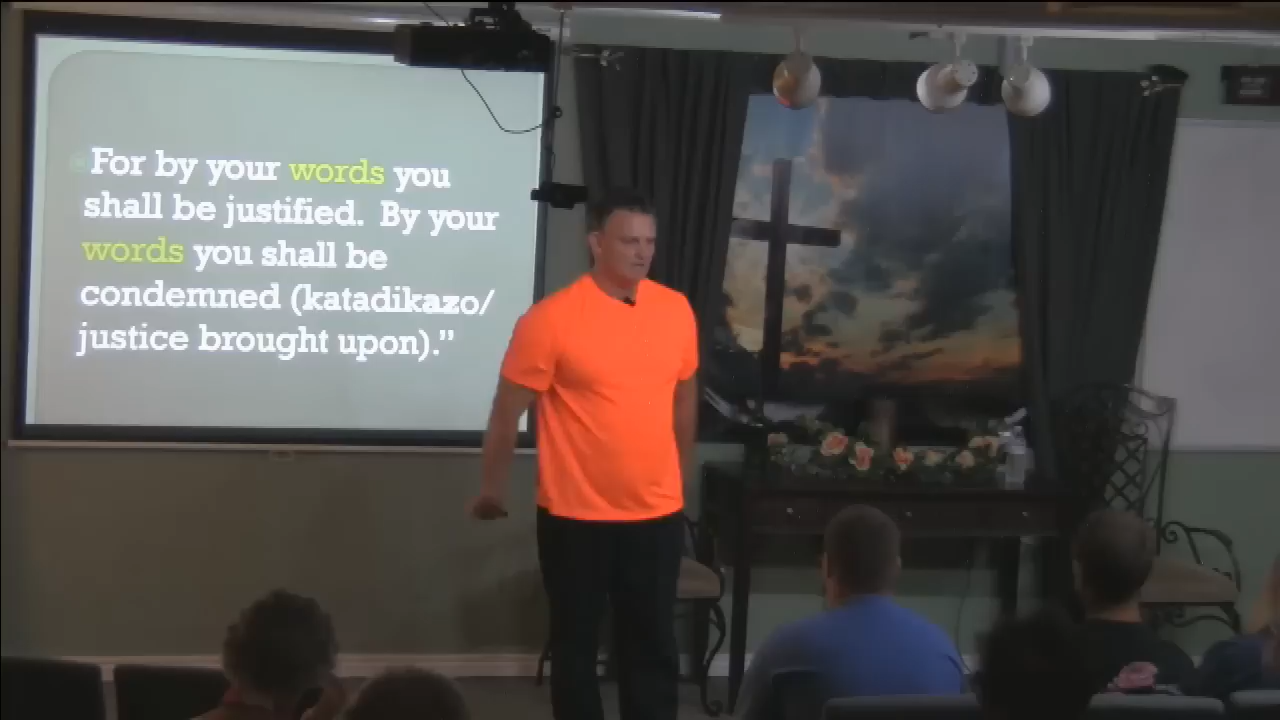 For by your words you
shall be justified. By your
words you shall be
condemned (katadikazo/
justice brought upon).”